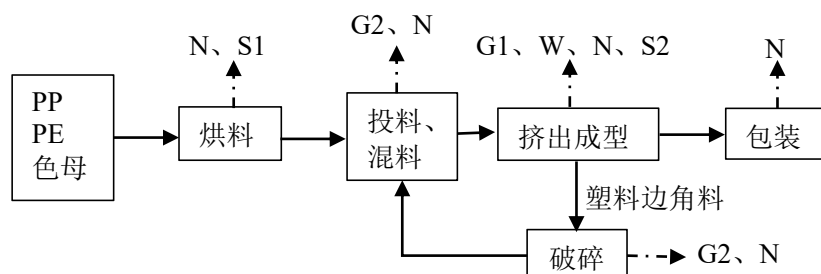 N、S1
G2、N
G1、W、N、S2
N
PP
PE
色母
烘料
投料、
混料
挤出成型
包装
塑料边角料
破碎
G2、N